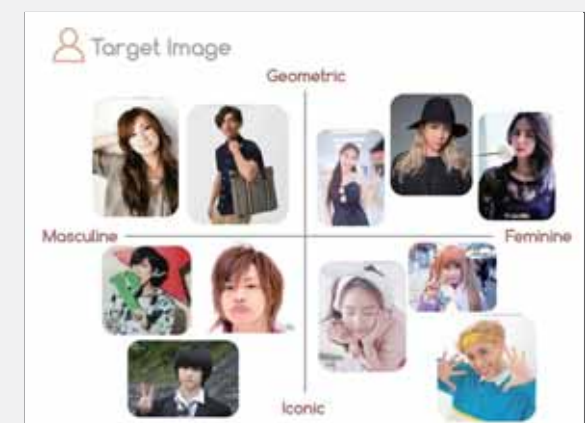 Target Image
Geometric
Masculine
Feminine
Iconic